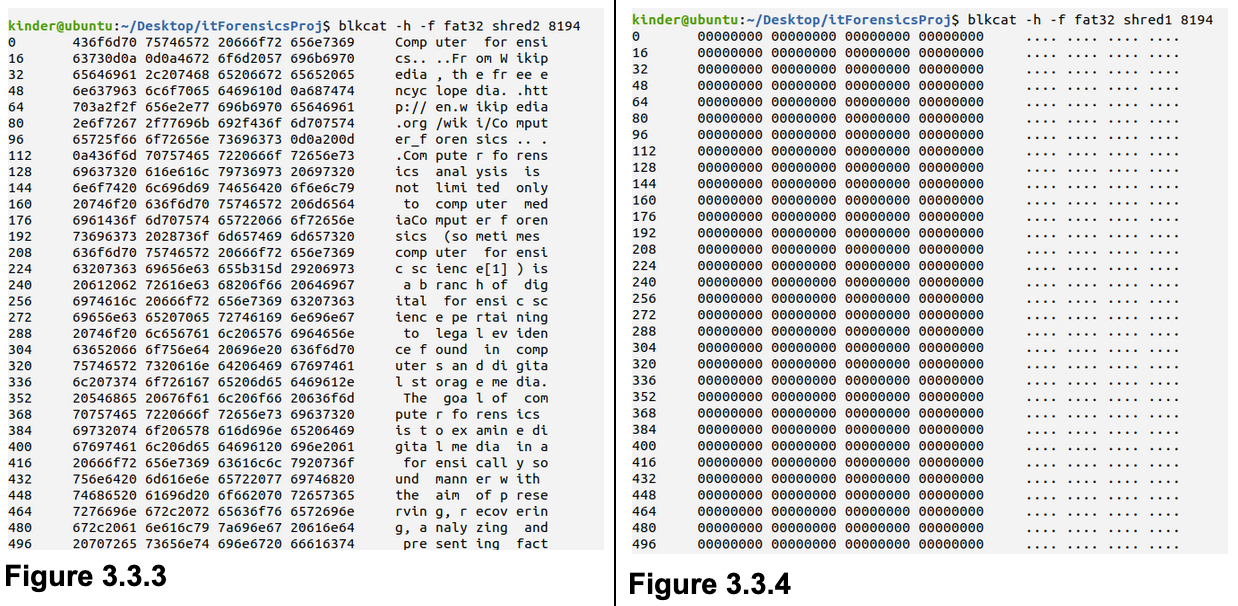 kinder@ubuntu:~/Desktop/itForensicsProj$ blkcat -h -f fat32 shred2 8194
0 436f6d70 75746572 20666f72 656e7369 Comp uter for ensi
16 63730d0a 0d0a4672 6f6d2057 696b6970 cs.. ..Fr om W ikip
32 65646961 2c207468 65206672 65652065 edia , th e fr ee e
48 6e637963 6c6f7065 6469610d 0a687474 ncyc lope dia. .htt
64 703a2f2f 656e2e77 696b6970 65646961 p:// en.w ikip edia
80 2e6f7267 2f77696b 692f436f 6d707574 .org /wik i/Co mput
96 65725f66 6f72656e 73696373 0d0a200d er_f oren sics .. .
112 0a436f6d 70757465 7220666f 72656e73 .Com pute r fo rens
128 69637320 616e616c 79736973 20697320 ics anal ysis is
144 6e6f7420 6c696d69 74656420 6f6e6c79 not limi ted only
160 20746f20 636f6d70 75746572 206d6564 to comp uter med
176 6961436f 6d707574 65722066 6f72656e iaCo mput er f oren
192 73696373 2028736f 6d657469 6d657320 sics (so meti mes
208 636f6d70 75746572 20666f72 656e7369 comp uter for ensi
224 63207363 69656e63 655b315d 29206973 c sc ienc e[1] ) is
240 20612062 72616e63 68206f66 20646967 a b ranc h of dig
256 6974616c 20666f72 656e7369 63207363 ital for ensi c sc
272 69656e63 65207065 72746169 6e696e67 ienc e pe rtai ning
288 20746f20 6c656761 6c206576 6964656e to lega l ev iden
304 63652066 6f756e64 20696e20 636f6d70 ce f ound in comp
320 75746572 7320616e 64206469 67697461 uter s an d di gita
336 6c207374 6f726167 65206d65 6469612e l st orag e me dia.
352 20546865 20676f61 6c206f66 20636f6d The goa l of com
368 70757465 7220666f 72656e73 69637320 pute r fo rens ics
384 69732074 6f206578 616d696e 65206469 is t o ex amin e di
400 67697461 6c206d65 64696120 696e2061 gita l me dia in a
416 20666f72 656e7369 63616c6c 7920736f for ensi call y so
432 756e6420 6d616e6e 65722077 69746820 und mann er w ith
448 74686520 61696d20 6f662070 72657365 the aim of p rese
464 7276696e 672c2072 65636f76 6572696e rvin g, r ecov erin
480 672c2061 6e616c79 7a696e67 20616e64 g, a naly zing and
496 20707265 73656e74 696e6720 66616374 pre sent ing fact
Figure 3.3.3
kinder@ubuntu:~/Desktop/itForensicsProj$ blkcat -h -f fat32 shred1 8194
0 00000000 00000000 00000000 00000000 .... .... .... ....
16 00000000 00000000 00000000 00000000 .... .... .... ....
32 00000000 00000000 00000000 00000000 .... .... .... ....
48 00000000 00000000 00000000 00000000 .... .... .... ....
64 00000000 00000000 00000000 00000000 .... .... .... ....
80 00000000 00000000 00000000 00000000 .... .... .... ....
96 00000000 00000000 00000000 00000000 .... .... .... ....
112 00000000 00000000 00000000 00000000 .... .... .... ....
128 00000000 00000000 00000000 00000000 .... .... .... ....
144 00000000 00000000 00000000 00000000 .... .... .... ....
160 00000000 00000000 00000000 00000000 .... .... .... ....
176 00000000 00000000 00000000 00000000 .... .... .... ....
192 00000000 00000000 00000000 00000000 .... .... .... ....
208 00000000 00000000 00000000 00000000 .... .... .... ....
224 00000000 00000000 00000000 00000000 .... .... .... ....
240 00000000 00000000 00000000 00000000 .... .... .... ....
256 00000000 00000000 00000000 00000000 .... .... .... ....
272 00000000 00000000 00000000 00000000 .... .... .... ....
288 00000000 00000000 00000000 00000000 .... .... .... ....
304 00000000 00000000 00000000 00000000 .... .... .... ....
320 00000000 00000000 00000000 00000000 .... .... .... ....
336 00000000 00000000 00000000 00000000 .... .... .... ....
352 00000000 00000000 00000000 00000000 .... .... .... ....
368 00000000 00000000 00000000 00000000 .... .... .... ....
384 00000000 00000000 00000000 00000000 .... .... .... ....
400 00000000 00000000 00000000 00000000 .... .... .... ....
416 00000000 00000000 00000000 00000000 .... .... .... ....
432 00000000 00000000 00000000 00000000 .... .... .... ....
448 00000000 00000000 00000000 00000000 .... .... .... ....
464 00000000 00000000 00000000 00000000 .... .... .... ....
480 00000000 00000000 00000000 00000000 .... .... .... ....
496 00000000 00000000 00000000 00000000 .... .... .... ....
Figure 3.3.4